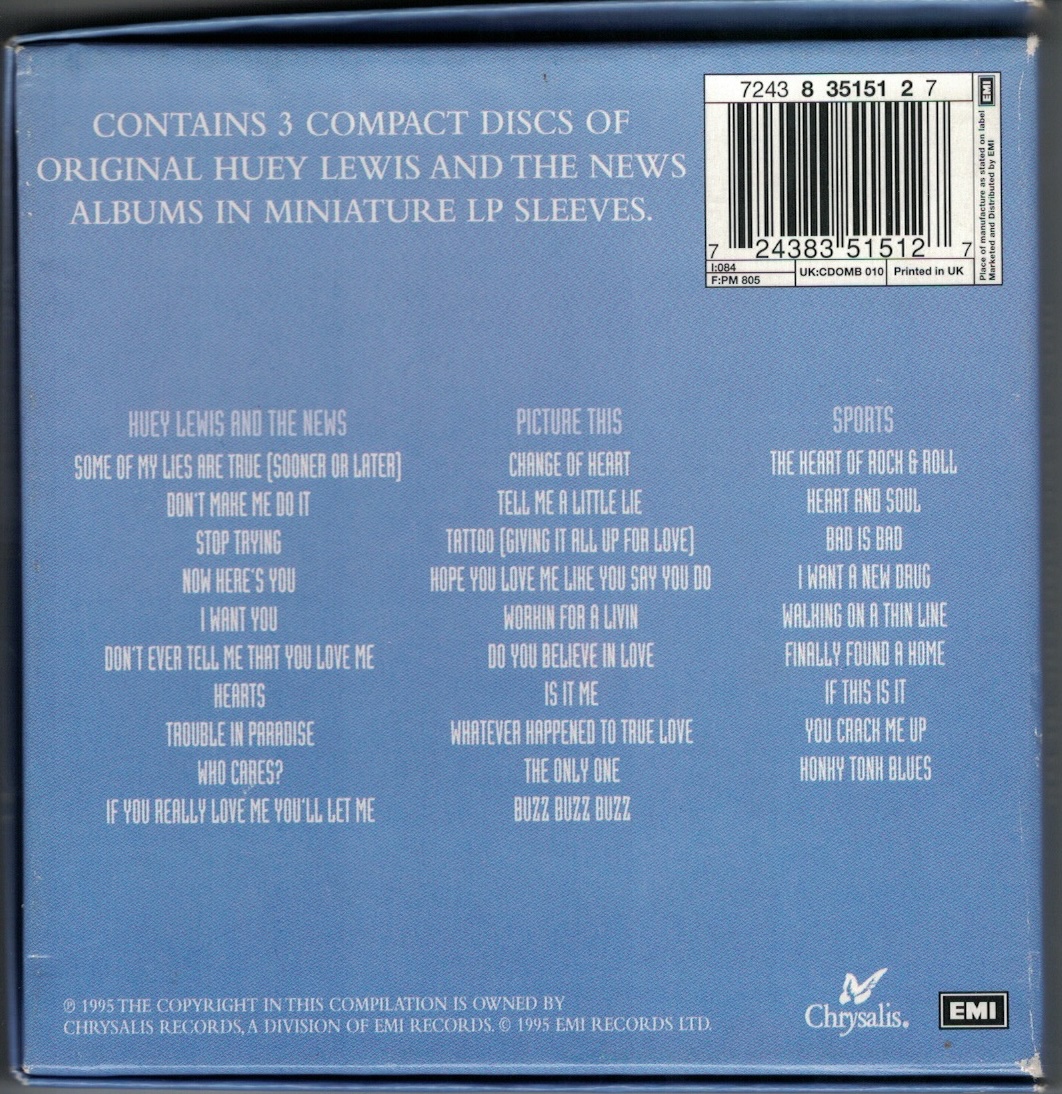 CONTAINS 3 COMPACT DISCS OF
ORIGINAL HUEY LEWIS AND THE NEWS
ALBUMS IN MINIATURE LP SLEEVES.
7243 8 35151 2 7
7 24383 51512 7
I:084
F:PM 805
UK:CDOMB 010
Printed in UK
EMI
Place of manufacture as stated on label
Marketed and Distributed by EMI
HUEY LEWIS AND THE NEWS
SOME OF MY LIES ARE TRUE (SOONER OR LATER)
DON'T MAKE ME DO IT
STOP TRYING
NOW HERE'S YOU
I WANT YOU
DON'T EVER TELL ME THAT YOU LOVE ME
HEARTS
TROUBLE IN PARADISE
WHO CARES?
IF YOU REALLY LOVE ME YOU'LL LET ME
PICTURE THIS
CHANGE OF HEART
TELL ME A LITTLE LIE
TATTOO (GIVING IT ALL UP FOR LOVE)
HOPE YOU LOVE ME LIKE YOU SAY YOU DO
WORKIN FOR A LIVIN
DO YOU BELIEVE IN LOVE
IS IT ME
WHATEVER HAPPENED TO TRUE LOVE
THE ONLY ONE
BUZZ BUZZ BUZZ
SPORTS
THE HEART OF ROCK & ROLL
HEART AND SOUL
BAD IS BAD
I WANT A NEW DRUG
WALKING ON A THIN LINE
FINALLY FOUND A HOME
IF THIS IS IT
YOU CRACK ME UP
HONKY TONK BLUES
℗ 1995 THE COPYRIGHT IN THIS COMPILATION IS OWNED BY
CHRYSALIS RECORDS, A DIVISION OF EMI RECORDS. © 1995 EMI RECORDS LTD.
Chrysalis.
EMI